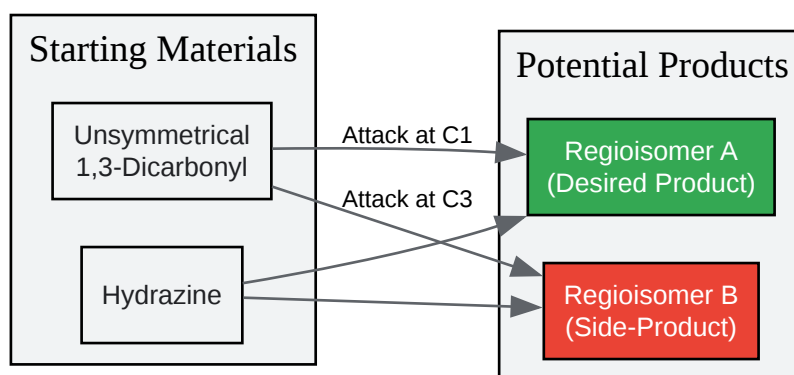 Starting Materials
Unsymmetrical
1,3-Dicarbonyl
Hydrazine
Attack at C1
Attack at C3
Potential Products
Regioisomer A
(Desired Product)
Regioisomer B
(Side-Product)